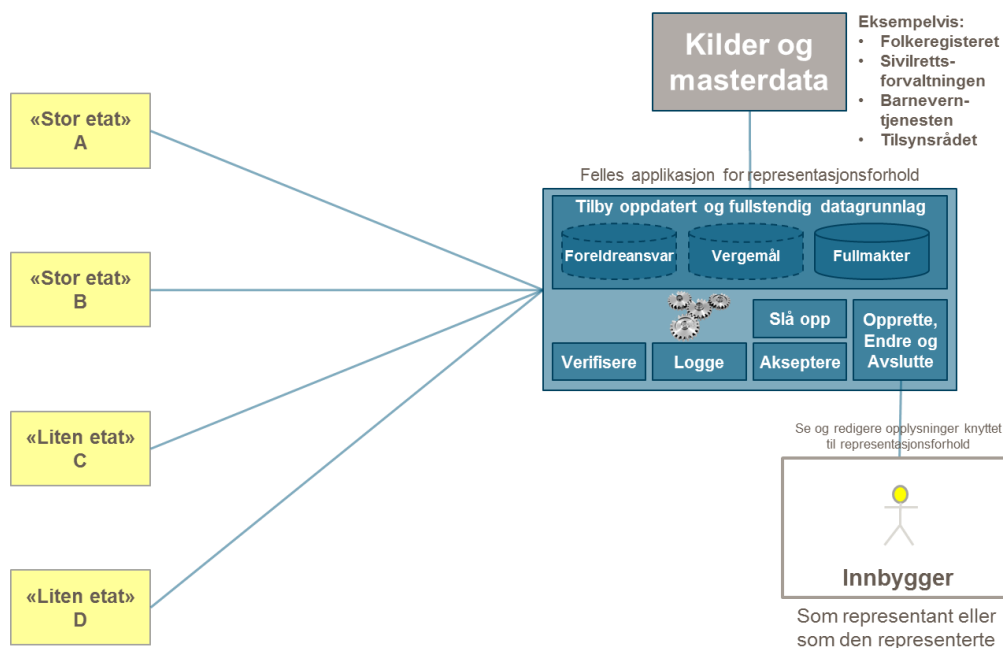 Kilder og
masterdata
Eksempelvis:
• Folkeregisteret
• Sivilretts-
forvaltningen
• Barnevern-
tjenesten
• Tilsynsrådet
«Stor etat»
A
«Stor etat»
B
«Liten etat»
C
«Liten etat»
D
Felles applikasjon for representasjonsforhold
Tilby oppdatert og fullstendig datagrunnlag
Foreldreansvar
Vergemål
Fullmakter
Slå opp
Opprette,
Endre og
Avslutte
Verifisere
Logge
Akseptere
Se og redigere opplysninger knyttet
til representasjonsforhold
Innbygger
Som representant eller
som den representerte